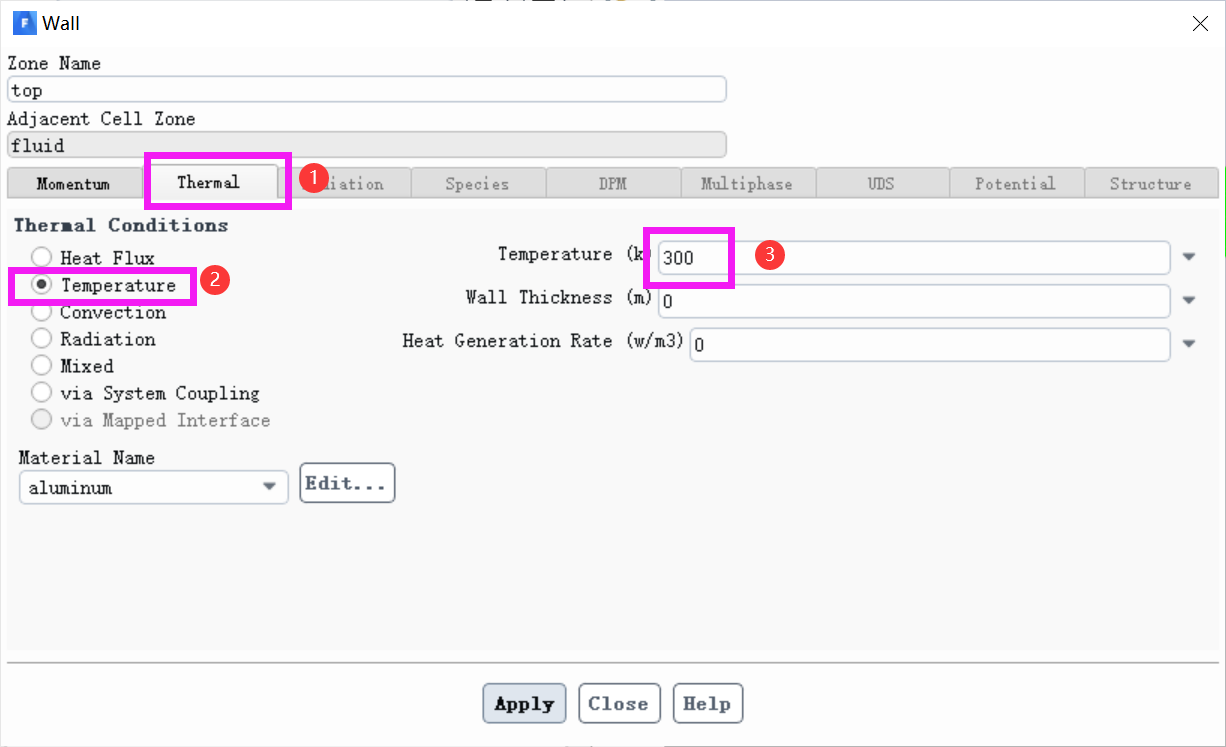 Wall
Zone Name
top
Adjacent Cell Zone
fluid
Momentum Thermal 1 diation Species DPM Multiphase UDS Potential Structure
Thermal Conditions
Heat Flux
Temperature 2
Convection
Radiation
Mixed
via System Coupling
via Mapped Interface
Temperature (k) 300 3
Wall Thickness (m) 0
Heat Generation Rate (w/m3) 0
Material Name
aluminum Edit...
Apply Close Help